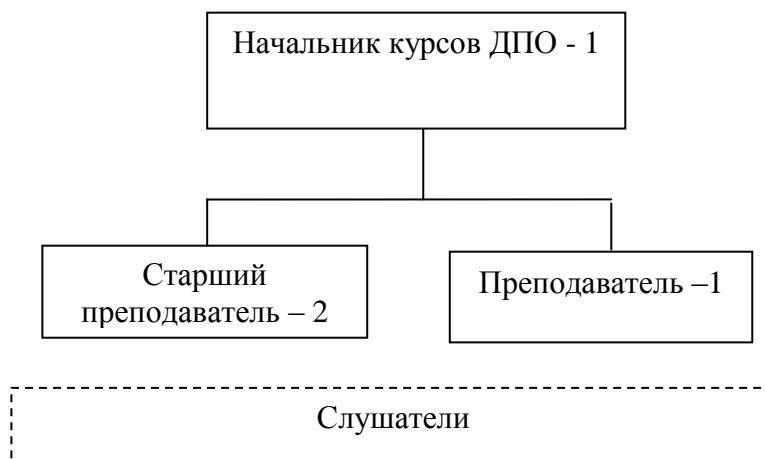 Начальник курсов ДПО - 1
Старший
преподаватель – 2
Преподаватель –1
Слушатели